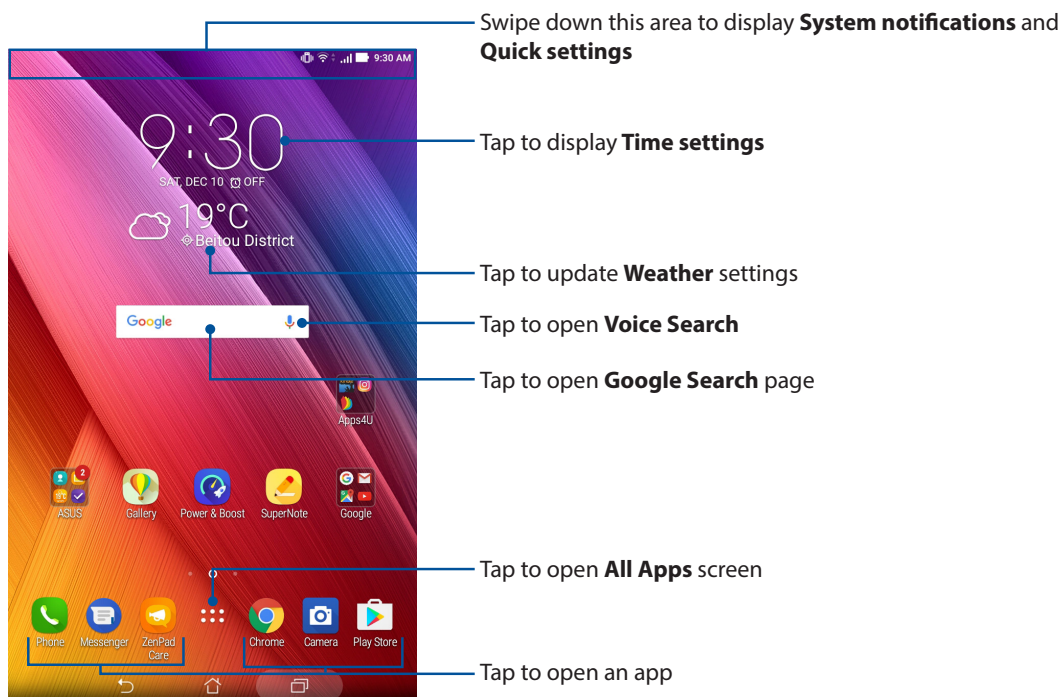 Swipe down this area to display System notifications and
Quick settings
9:30 AM
9:30
Tap to display Time settings
SAT, DEC 10 OFF
19°C
Beitou District
Tap to update Weather settings
Google
Tap to open Voice Search
Tap to open Google Search page
Apps4U
2
19°C
ASUS
Gallery
Power & Boost
SuperNote
Google
Tap to open All Apps screen
Phone
Messenger
ZenPad
Care
Chrome
Camera
Play Store
Tap to open an app